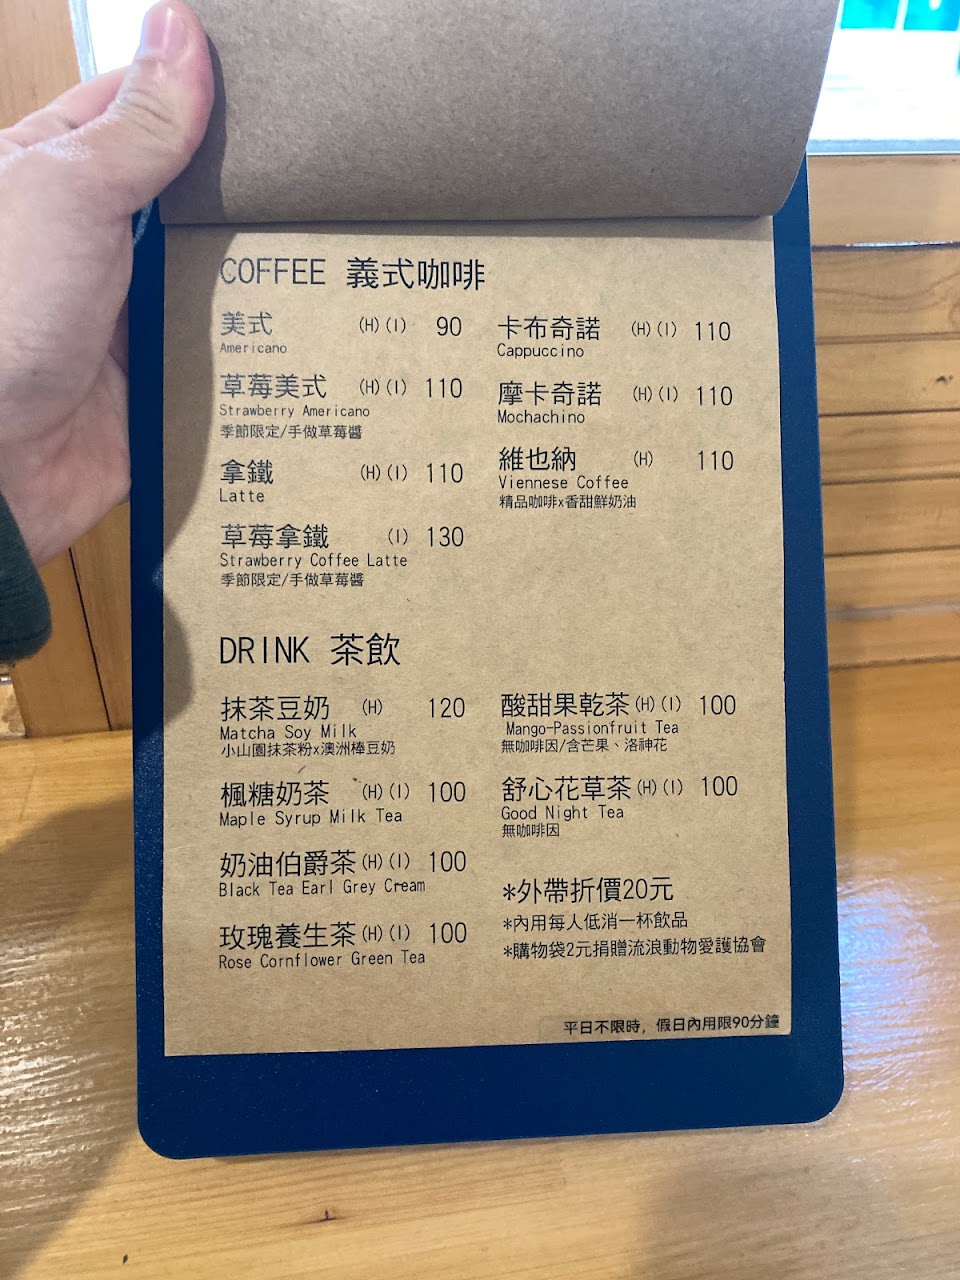 COFFEE 義式咖啡
美式 (H)(I) 90
Americano
草莓美式 (H)(I) 110
Strawberry Americano
季節限定/手做草莓醬
拿鐵 (H)(I) 110
Latte
草莓拿鐵 (I) 130
Strawberry Coffee Latte
季節限定/手做草莓醬
卡布奇諾 (H)(I) 110
Cappuccino
摩卡奇諾 (H)(I) 110
Mochachino
維也納 (H) 110
Viennese Coffee
精品咖啡x香甜鮮奶油
DRINK 茶飲
抹茶豆奶 (H) 120
Matcha Soy Milk
小山園抹茶粉x澳洲棒豆奶
楓糖奶茶 (H)(I) 100
Maple Syrup Milk Tea
奶油伯爵茶 (H)(I) 100
Black Tea Earl Grey Cream
玫瑰養生茶 (H)(I) 100
Rose Cornflower Green Tea
酸甜果乾茶 (H)(I) 100
Mango-Passionfruit Tea
無咖啡因/含芒果、洛神花
舒心花草茶 (H)(I) 100
Good Night Tea
無咖啡因
*外帶折價20元
*內用每人低消一杯飲品
*購物袋2元捐贈流浪動物愛護協會
平日不限時，假日內用限90分鐘